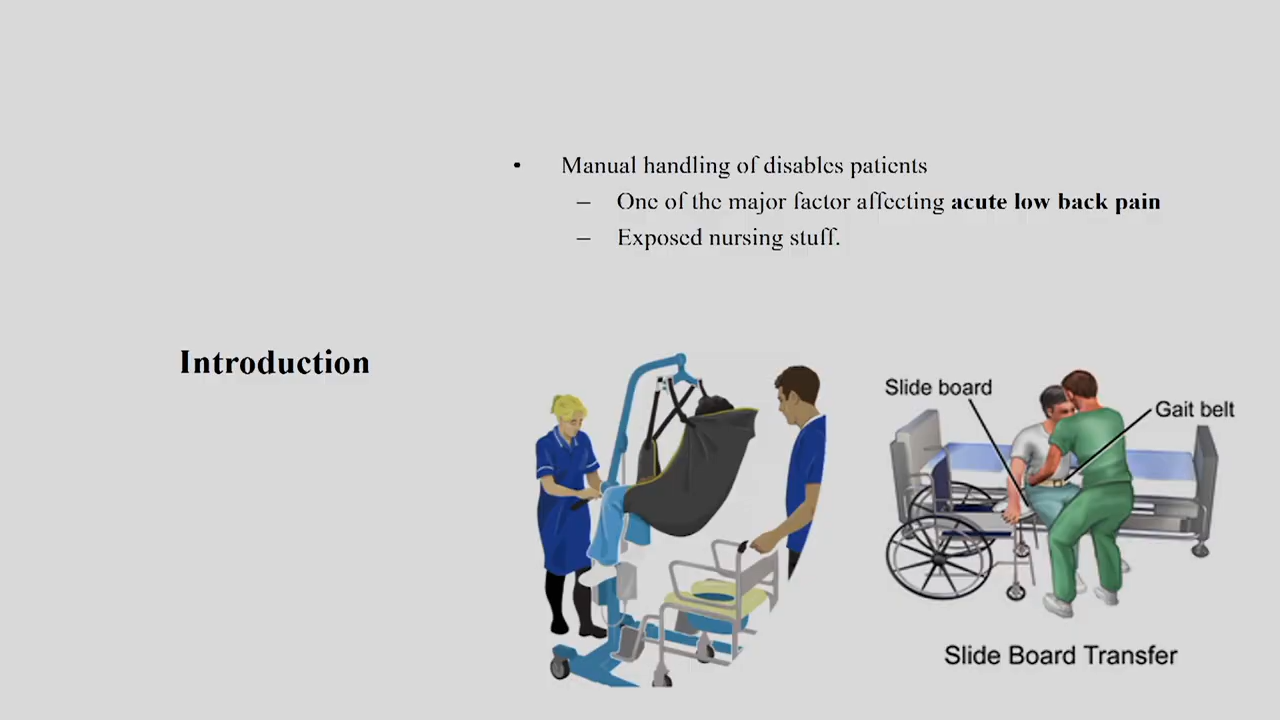 • Manual handling of disables patients
– One of the major factor affecting acute low back pain
– Exposed nursing stuff.
Introduction
Slide board
Gait belt
Slide Board Transfer